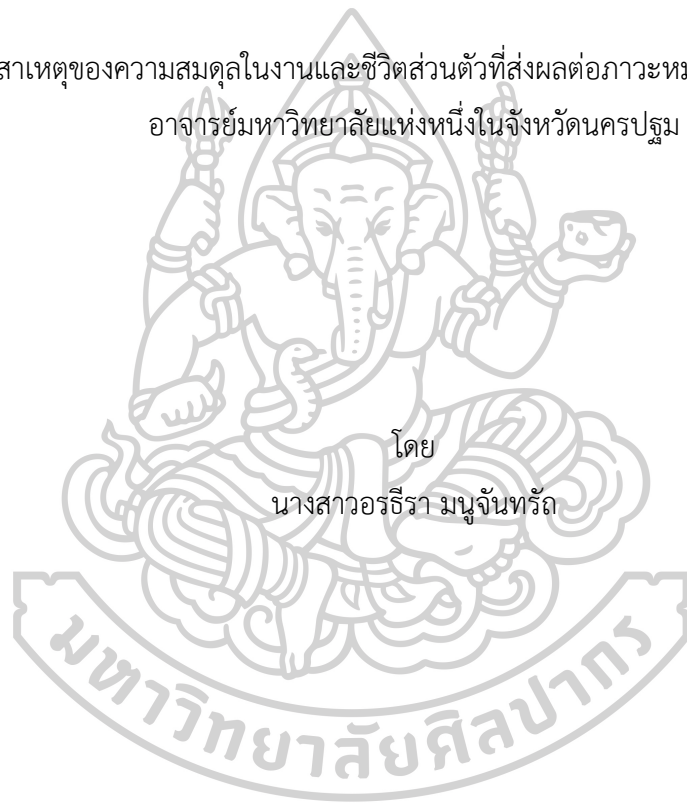 สาเหตุของความสมดุลในงานและชีวิตส่วนตัวที่ส่งผลต่อภาวะหม
อาจารย์มหาวิทยาลัยแห่งหนึ่งในจังหวัดนครปฐม
โดย
นางสาวอรธีรา มนูจันทรัถ
มหาวิทยาลัยศิลปากร